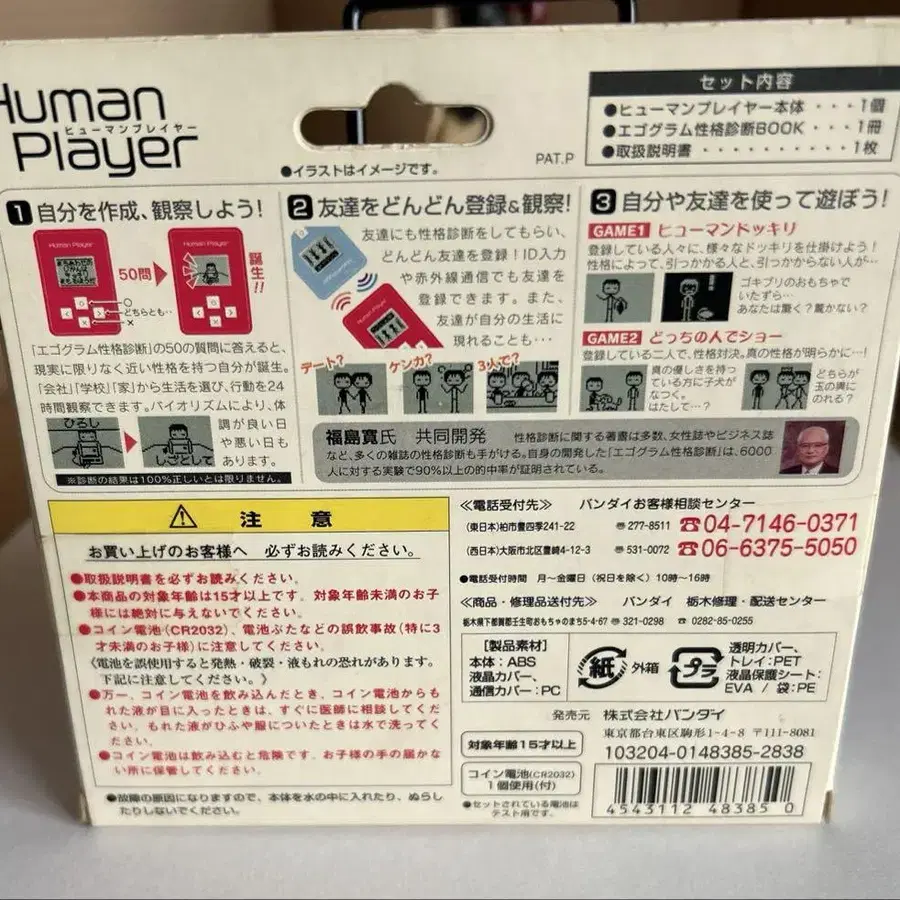 Human
Player
ヒューマンプレイヤー
●イラストはイメージです。
PAT.P
セット内容
●ヒューマンプレイヤー本体・・・1個
●エゴグラム性格診断BOOK・・・1冊
●取扱説明書・・・・・・・・・・1枚
1 自分を作成、観察しよう!
Human Player
Human Player
50問
誕生!!
○
どちらとも‥
×
「エゴグラム性格診断」の50の質問に答えると、
現実に限りなく近い性格を持つ自分が誕生。
「会社」「学校」「家」から生活を選び、行動を24
時間観察できます。バイオリズムにより、体
調が良い日
や悪い日も
あります。
ひろし
しごとして
※診断の結果は100%正しいとは限りません。
2 友達をどんどん登録&観察!
友達にも性格診断をしてもらい、
どんどん友達を登録!ID入力
や赤外線通信でも友達を
登録できます。また、
友達が自分の生活に
現れることも・・・
Human Player
デート?
ケンカ?
3人で?
3 自分や友達を使って遊ぼう!
GAME1 ヒューマンドッキリ
登録している人々に、様々なドッキリを仕掛けよう!
性格によって、引っかかる人と、引っかからない人が…
ゴキブリのおもちゃで
いたずら…
あなたは驚く?驚かない?
GAME2 どっちの人でショー
登録している二人で、性格対決。真の性格が明らかに…!
真の優しさを持っ
ている方に子犬が
なつく。
はたして…?
どちらが
玉の輿に
のれる?
福島寛氏 共同開発
性格診断に関する著書は多数、女性誌やビジネス誌
など、多くの雑誌の性格診断も手がける。自身の開発した「エゴグラム性格診断」は、6000
人に対する実験で90%以上の的中率が証明されている。
注意
お買い上げのお客様へ 必ずお読みください。
●取扱説明書を必ずお読みください。
●本商品の対象年齢は15才以上です。対象年齢未満のお子
様には絶対に与えないでください。
●コイン電池(CR2032)、電池ぶたなどの誤飲事故(特に3
才未満のお子様)に注意してください。
《電池を誤使用すると発熱・破裂・液もれの恐れがあります。
下記に注意してください。》
●万一、コイン電池を飲み込んだとき、コイン電池からも
れた液が目に入ったときは、すぐに医師に相談してくだ
さい。もれた液がひふや服についたときは水で洗ってく
ださい。
●コイン電池は飲み込むと危険です。お子様の手の届かな
い所に保管してください。
●故障の原因になりますので、本体を水の中に入れたり、ぬらし
たりしないでください。
≪電話受付先≫ バンダイお客様相談センター
(東日本)柏市豊四季241-22 〒277-8511 ☎04-7146-0371
(西日本)大阪市北区豊崎4-12-3 〒531-0072 ☎06-6375-5050
●電話受付時間 月〜金曜日(祝日を除く)10時〜16時
≪商品・修理品送付先≫ バンダイ 栃木修理・配送センター
栃木県下都賀郡壬生町おもちゃのまち5-4-67 〒321-0298 ☎ 0282-85-0255
[製品素材]
本体:ABS
液晶カバー、
通信カバー:PC
紙
外箱
プラ
透明カバー、
トレイ:PET
液晶保護シート:
EVA / 袋:PE
発売元 株式会社バンダイ
東京都台東区駒形1-4-8 〒111-8081
103204-0148385-2838
対象年齢15才以上
コイン電池(CR2032)
1個使用(付)
●セットされている電池は
テスト用です。
4543112 48385 0